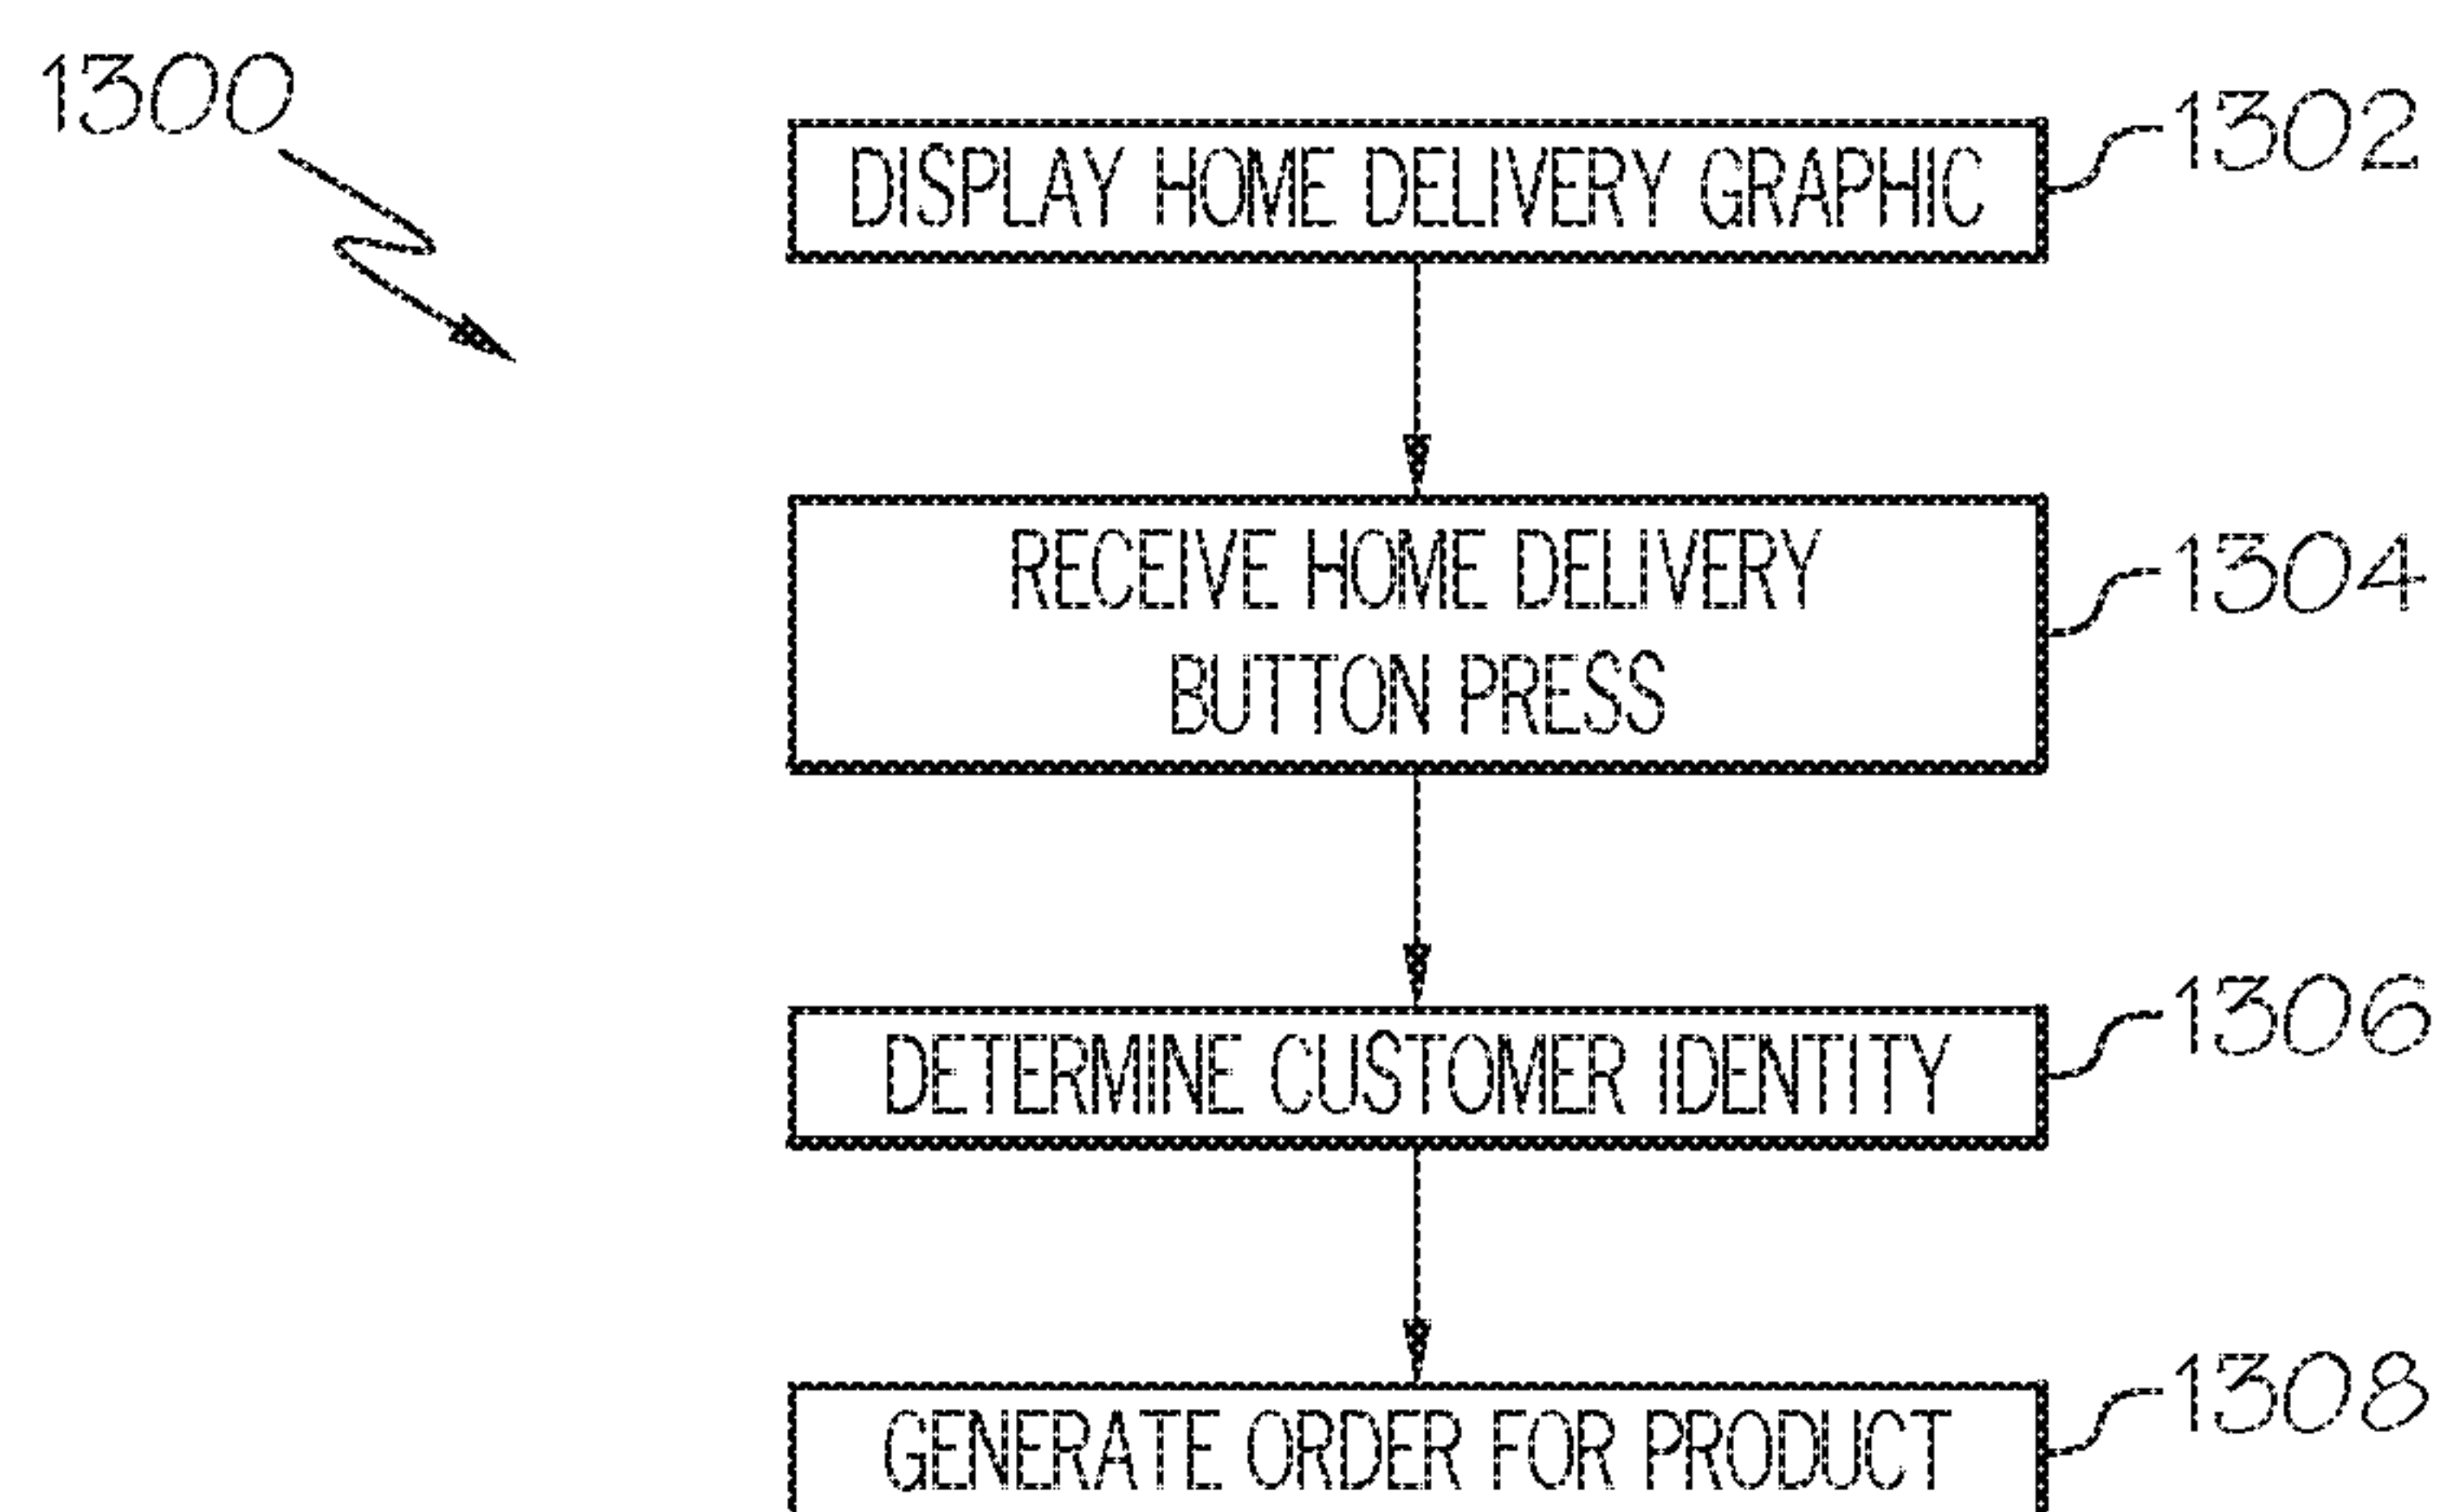 1300
DISPLAY HOME DELIVERY GRAPHIC
1302
RECEIVE HOME DELIVERY
BUTTON PRESS
1304
DETERMINE CUSTOMER IDENTITY
1306
GENERATE ORDER FOR PRODUCT
1308